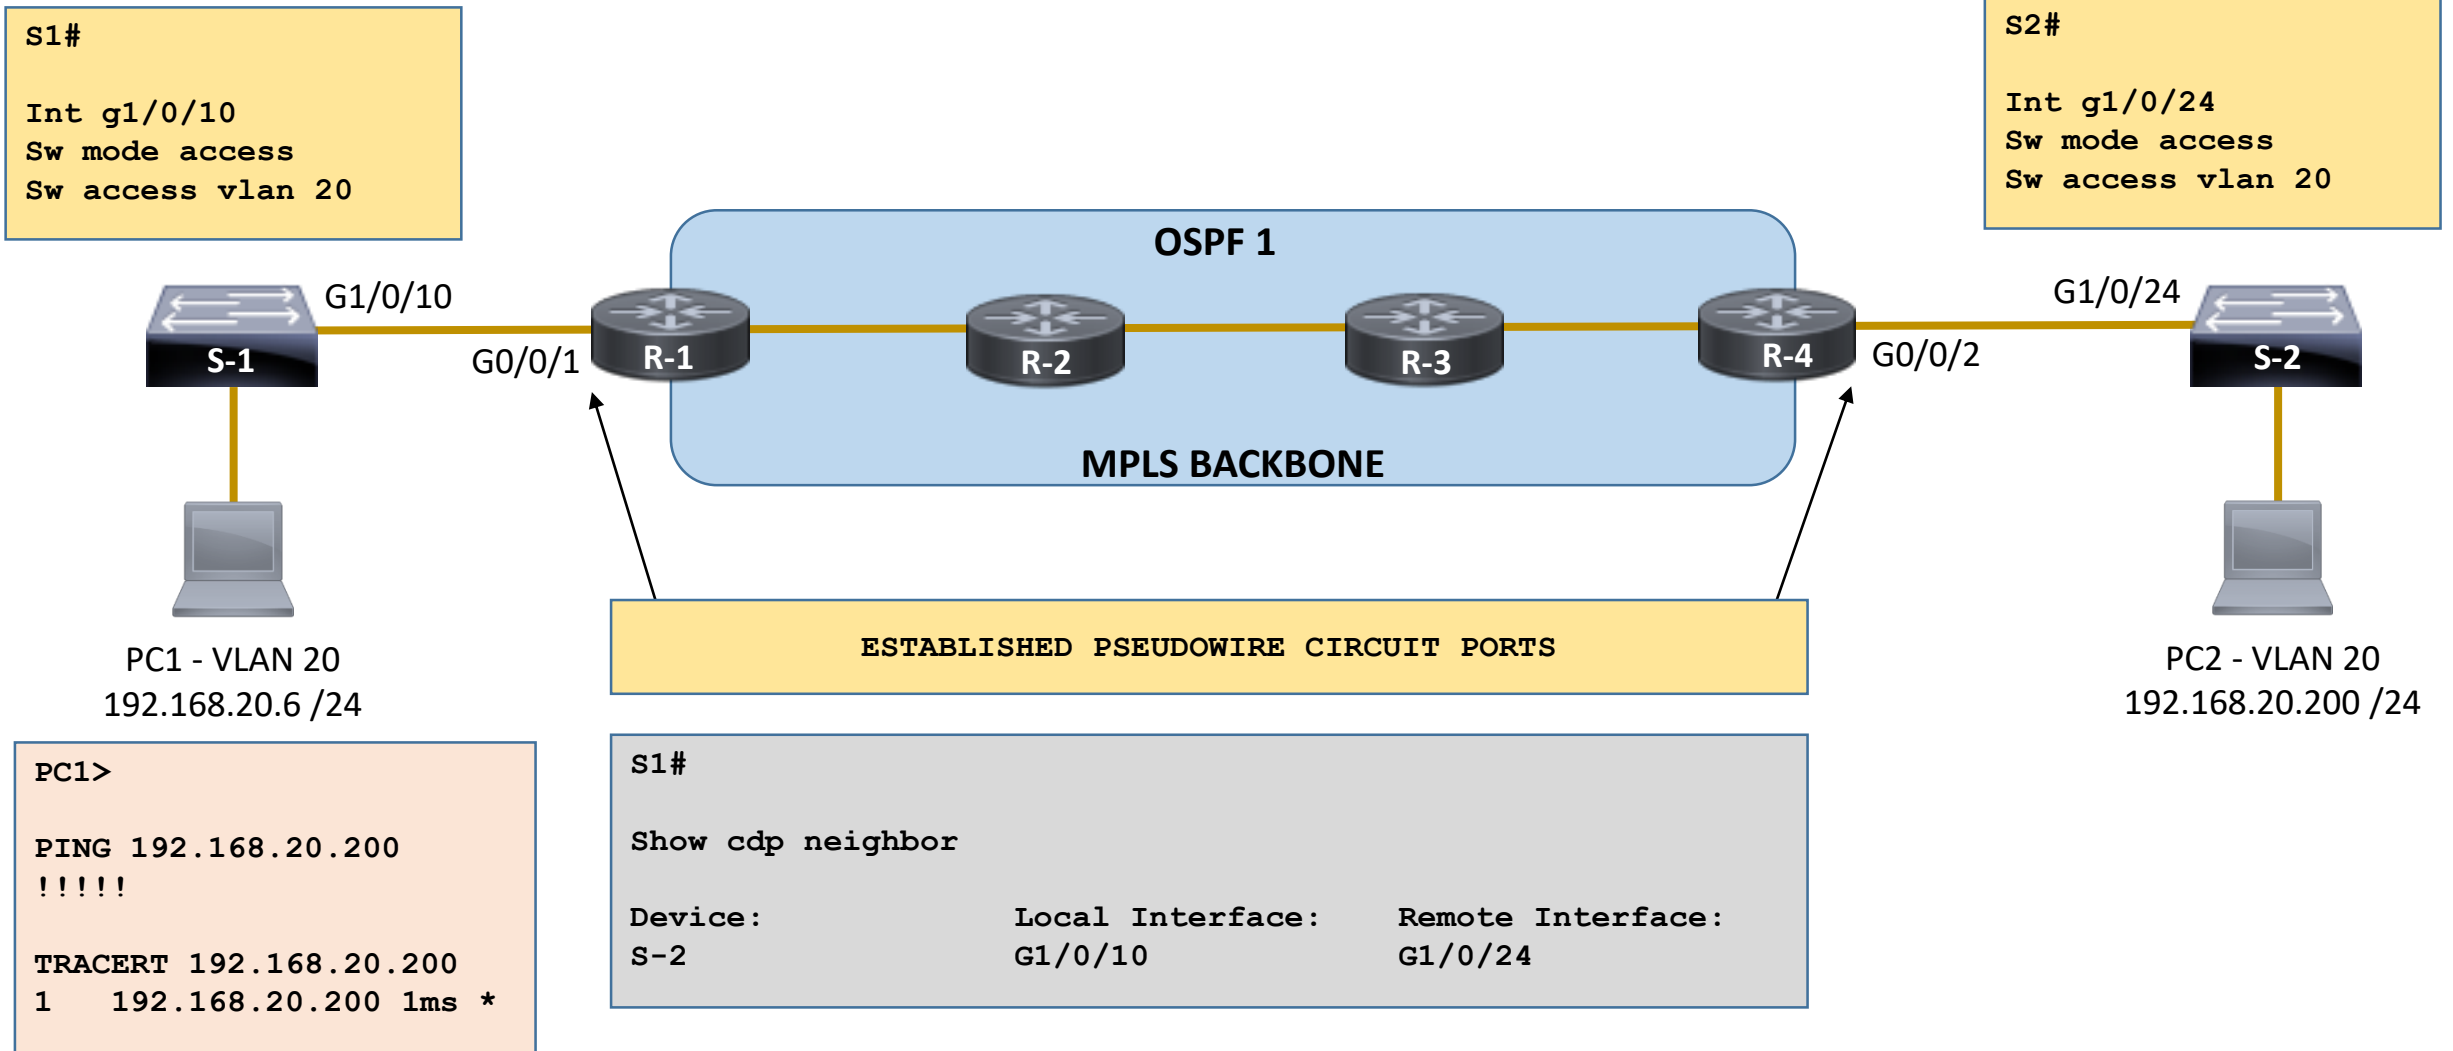 S1#
Int g1/0/10
Sw mode access
Sw access vlan 20
S2#
Int g1/0/24
Sw mode access
Sw access vlan 20
OSPF 1
G1/0/10
G1/0/24
S-1
G0/0/1
R-1
R-2
R-3
R-4
G0/0/2
S-2
MPLS BACKBONE
ESTABLISHED PSEUDOWIRE CIRCUIT PORTS
PC1 - VLAN 20
192.168.20.6 /24
PC2 - VLAN 20
192.168.20.200 /24
PC1>
PING 192.168.20.200
!!!!!
TRACERT 192.168.20.200
1 192.168.20.200 1ms *
S1#
Show cdp neighbor
Device: Local Interface: Remote Interface:
S-2 G1/0/10 G1/0/24